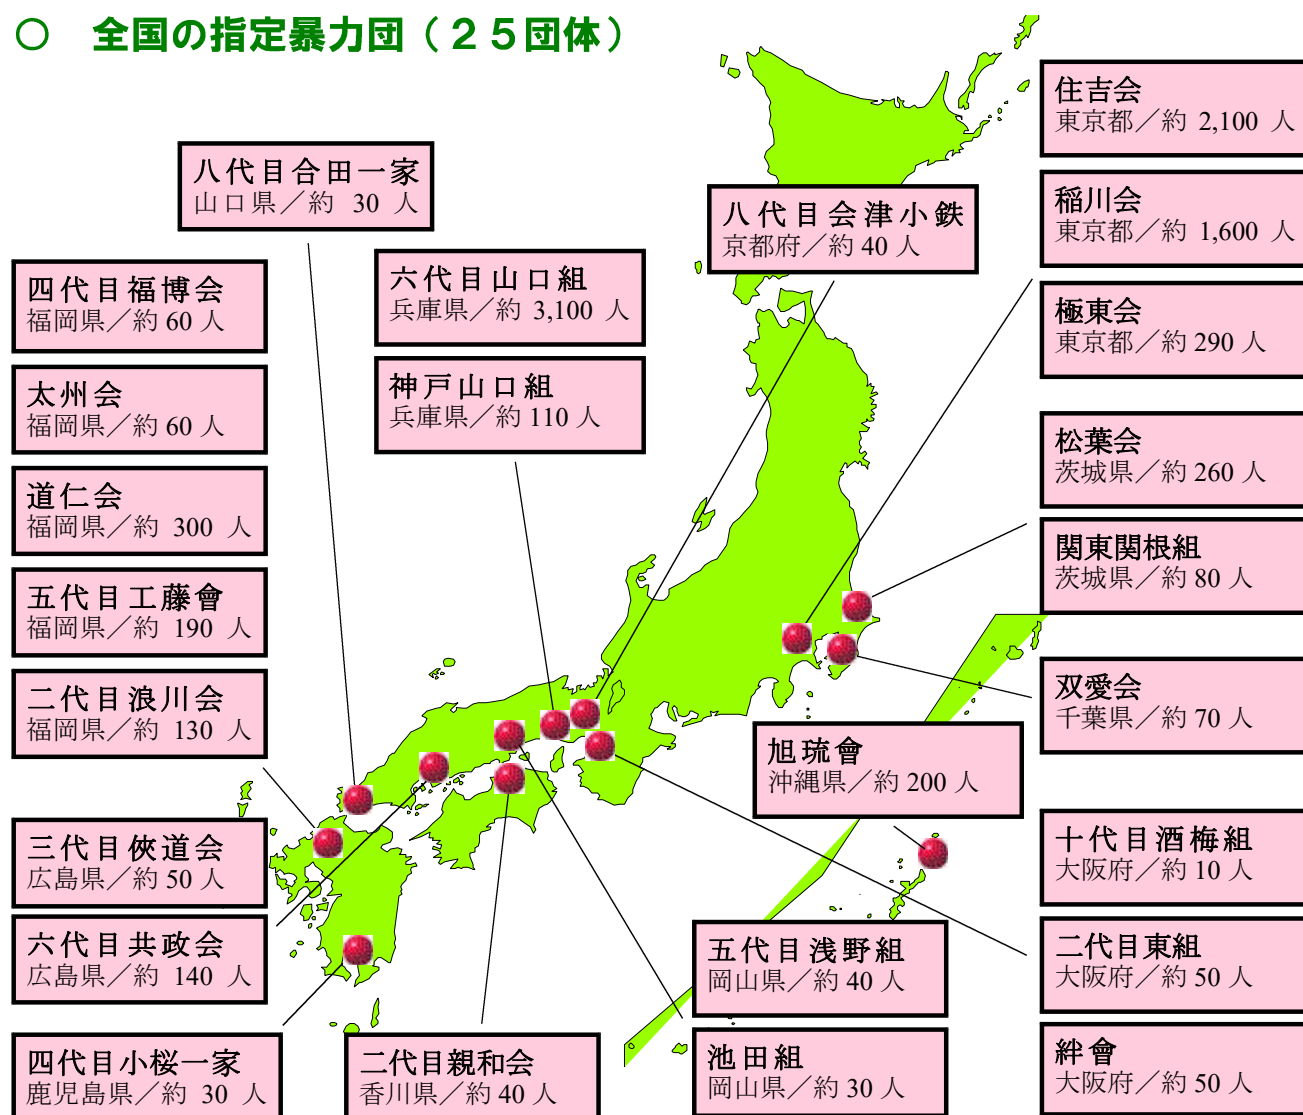 ○ 全国の指定暴力団（２５団体）
八代目合田一家
山口県／約 30 人
四代目福博会
福岡県／約 60 人
太州会
福岡県／約 60 人
道仁会
福岡県／約 300 人
五代目工藤會
福岡県／約 190 人
二代目浪川会
福岡県／約 130 人
三代目俠道会
広島県／約 50 人
六代目共政会
広島県／約 140 人
四代目小桜一家
鹿児島県／約 30 人
六代目山口組
兵庫県／約 3,100 人
神戸山口組
兵庫県／約 110 人
二代目親和会
香川県／約 40 人
八代目会津小鉄
京都府／約 40 人
旭琉會
沖縄県／約 200 人
五代目浅野組
岡山県／約 40 人
池田組
岡山県／約 30 人
住吉会
東京都／約 2,100 人
稲川会
東京都／約 1,600 人
極東会
東京都／約 290 人
松葉会
茨城県／約 260 人
関東関根組
茨城県／約 80 人
双愛会
千葉県／約 70 人
十代目酒梅組
大阪府／約 10 人
二代目東組
大阪府／約 50 人
絆會
大阪府／約 50 人